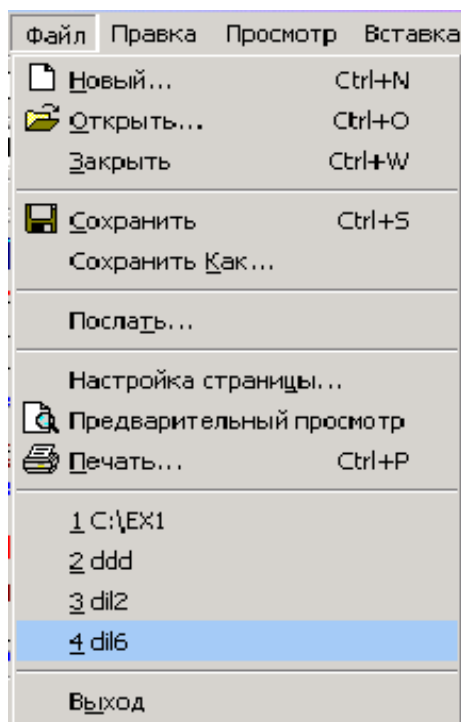 Файл Правка Просмотр Вставка
Новый... Ctrl+N
Открыть... Ctrl+O
Закрыть Ctrl+W
Сохранить Ctrl+S
Сохранить Как...
Послать...
Настройка страницы...
Предварительный просмотр
Печать... Ctrl+P
1 C:\EX1
2 ddd
3 dil2
4 dil6
Выход